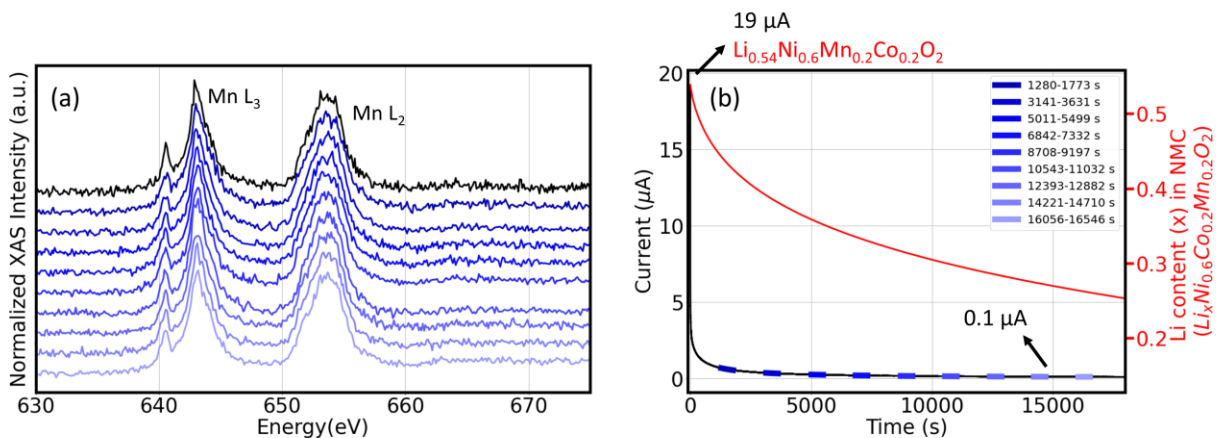 (a)
Mn L₃
Mn L₂
Normalized XAS Intensity (a.u.)
630
640
650
660
670
Energy(eV)
19 µA
Li₀.₅₄Ni₀.₆Mn₀.₂Co₀.₂O₂
(b)
1280-1773 s
3141-3631 s
5011-5499 s
6842-7332 s
8708-9197 s
10543-11032 s
12393-12882 s
14221-14710 s
16056-16546 s
0.1 µA
Current (µA)
20
15
10
5
0
0
5000
10000
15000
Time (s)
0.5
0.4
0.3
0.2
Li content (x) in NMC
(LiₓNi₀.₆Co₀.₂Mn₀.₂O₂)